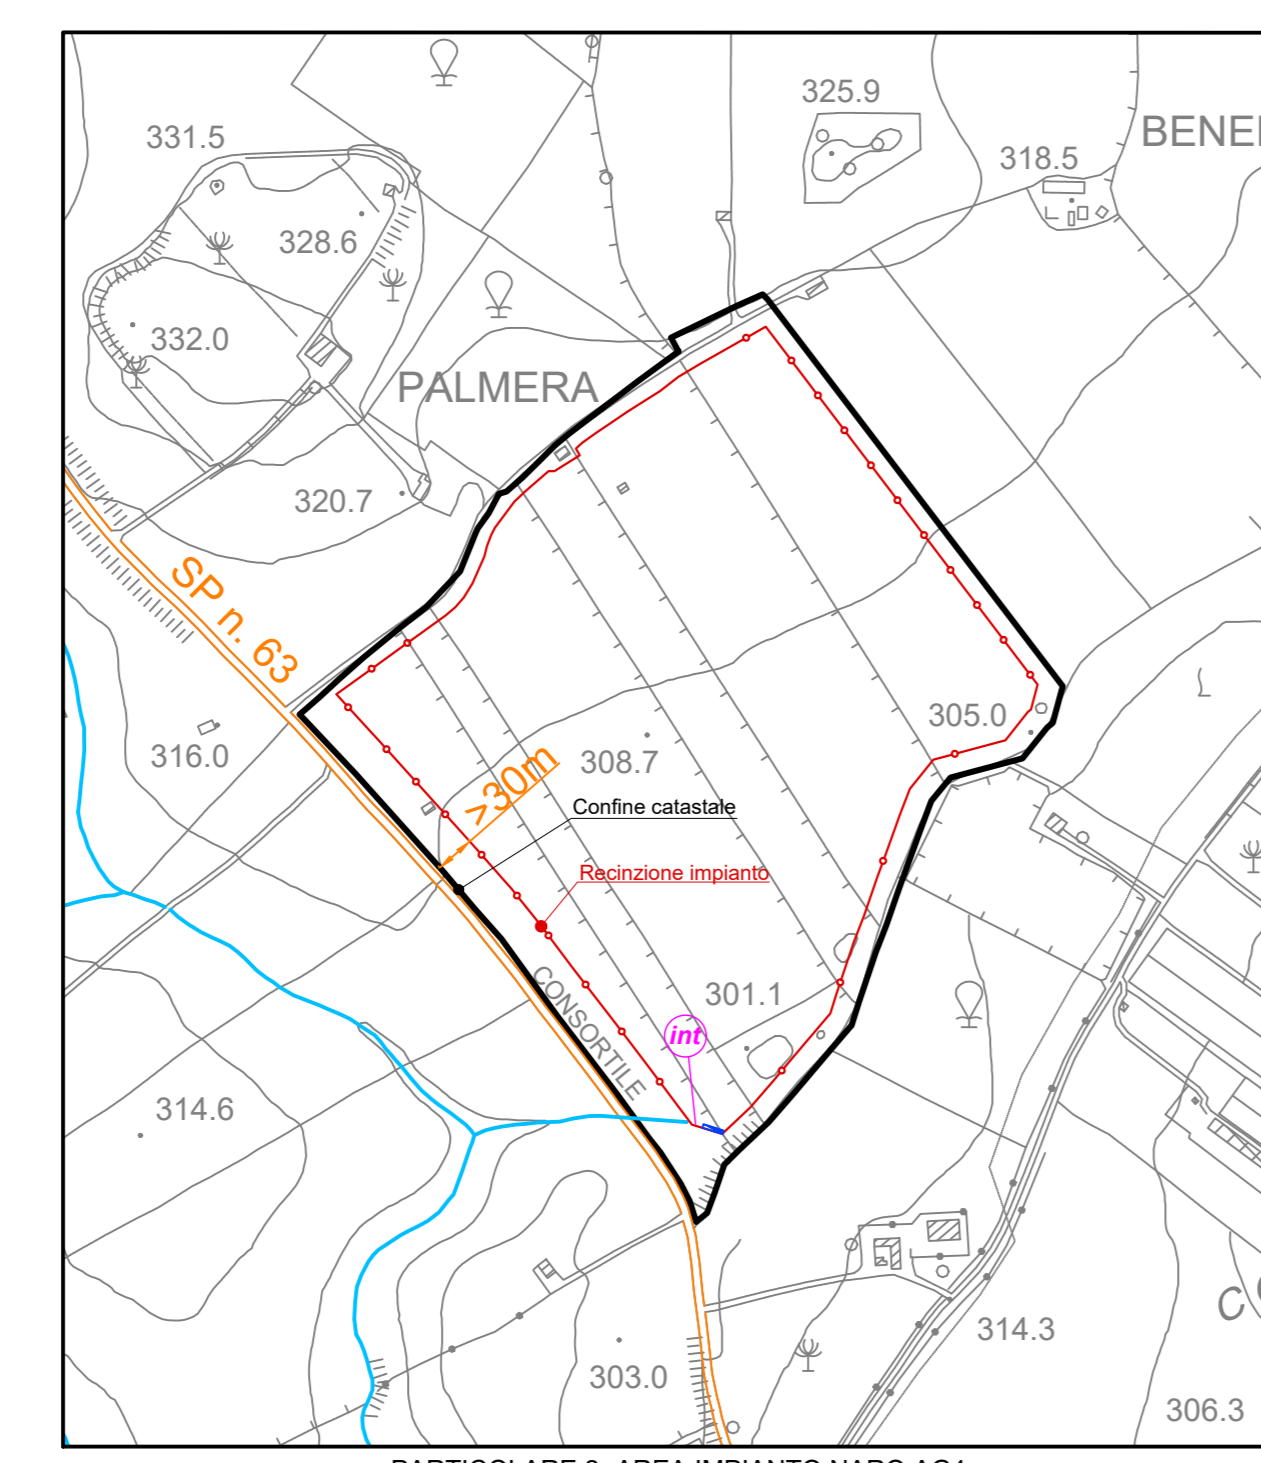 325.9
331.5
BENE
318.5
328.6
332.0
PALMERA
320.7
SP n. 63
305.0
316.0
308.7
>30m
Confine catastale
Recinzione impianto
301.1
CONSORTILE
int
314.6
C
314.3
303.0
306.3